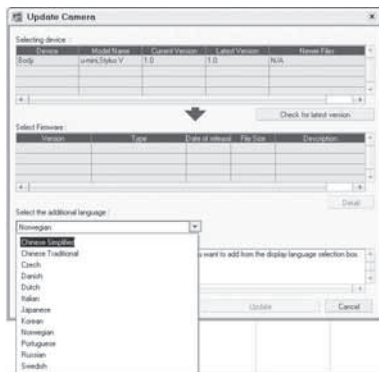 Update Camera
Selecting device :
Device Model Name Current Version Latest Version Newer Files
Body u-mini,Stylus V 1.0 1.0 N/A
Check for latest version
Select Firmware :
Version Type Date of release File Size Description
Detail
Select the additional language :
Norwegian
Chinese Simplified
Chinese Traditional
Czech
Danish
Dutch
Italian
Japanese
Korean
Norwegian
Portuguese
Russian
Swedish
want to add from the display language selection box.
Update Cancel